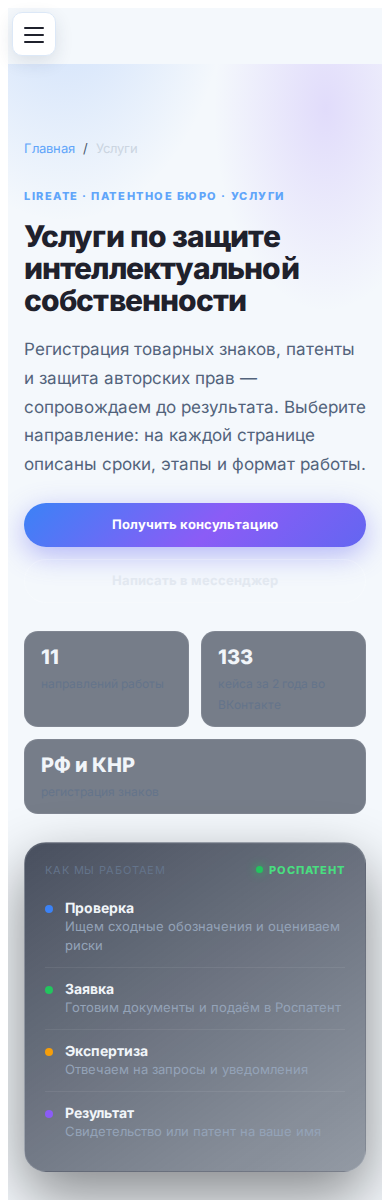 Главная / Услуги
LIREATE · ПАТЕНТНОЕ БЮРО · УСЛУГИ
Услуги по защите
интеллектуальной
собственности
Регистрация товарных знаков, патенты
и защита авторских прав —
сопровождаем до результата. Выберите
направление: на каждой странице
описаны сроки, этапы и формат работы.
Получить консультацию
Написать в мессенджер
11
направлений работы
133
кейса за 2 года во
ВКонтакте
РФ и КНР
регистрация знаков
КАК МЫ РАБОТАЕМ
РОСПАТЕНТ
Проверка
Ищем сходные обозначения и оцениваем
риски
Заявка
Готовим документы и подаём в Роспатент
Экспертиза
Отвечаем на запросы и уведомления
Результат
Свидетельство или патент на ваше имя